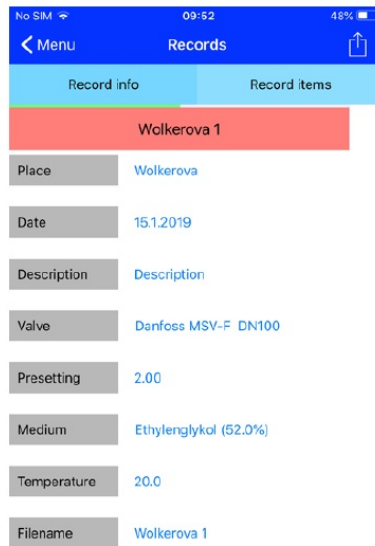 No SIM 09:52 48%
Menu Records
Record info Record items
Wolkerova 1
Place Wolkerova
Date 15.1.2019
Description Description
Valve Danfoss MSV-F DN100
Presetting 2.00
Medium Ethylenglykol (52.0%)
Temperature 20.0
Filename Wolkerova 1